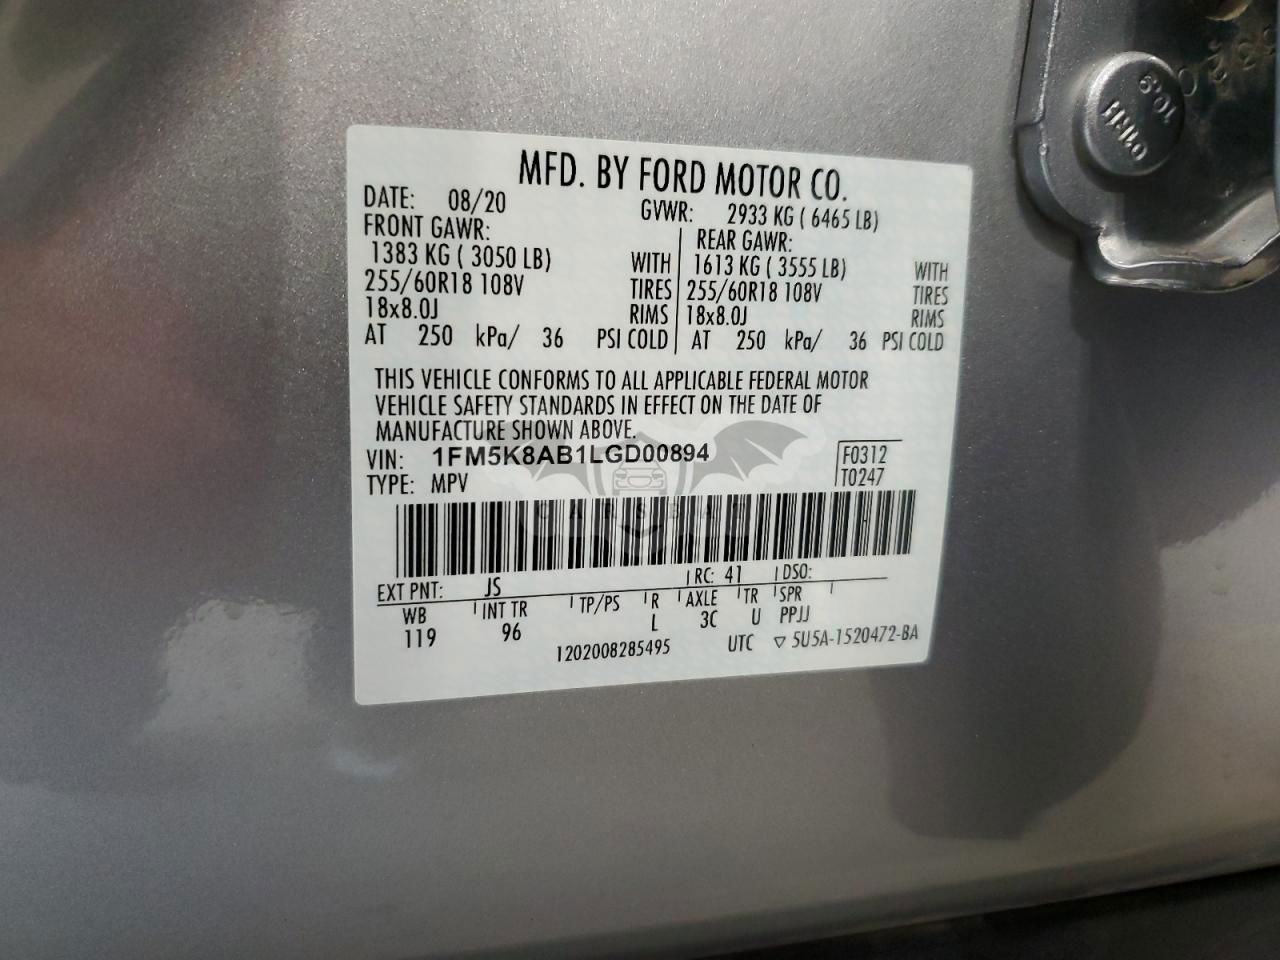 MFD. BY FORD MOTOR CO.
DATE: 08/20 GVWR: 2933 KG ( 6465 LB)
FRONT GAWR: REAR GAWR:
1383 KG ( 3050 LB) WITH 1613 KG ( 3555 LB) WITH
255/60R18 108V TIRES 255/60R18 108V TIRES
18x8.0J RIMS 18x8.0J RIMS
AT 250 kPa/ 36 PSI COLD AT 250 kPa/ 36 PSI COLD
THIS VEHICLE CONFORMS TO ALL APPLICABLE FEDERAL MOTOR
VEHICLE SAFETY STANDARDS IN EFFECT ON THE DATE OF
MANUFACTURE SHOWN ABOVE.
VIN: 1FM5K8AB1LGD00894 F0312
TYPE: MPV T0247
CARSBAT
EXT PNT: JS RC: 41 DSO:
WB INT TR TP/PS R AXLE TR SPR
119 96 L 3C U PPJJ
1202008285495 UTC ▽ 5U5A-1520472-BA
10.9